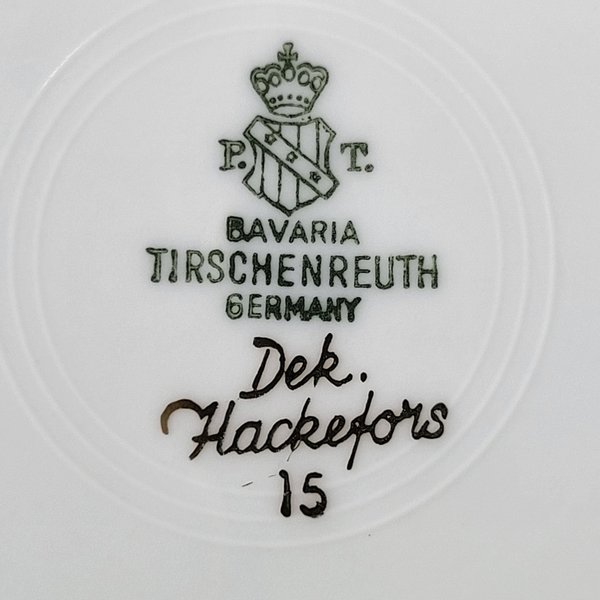 P. T.
BAVARIA
TIRSCHENREUTH
GERMANY
Dek.
Hackefors
15